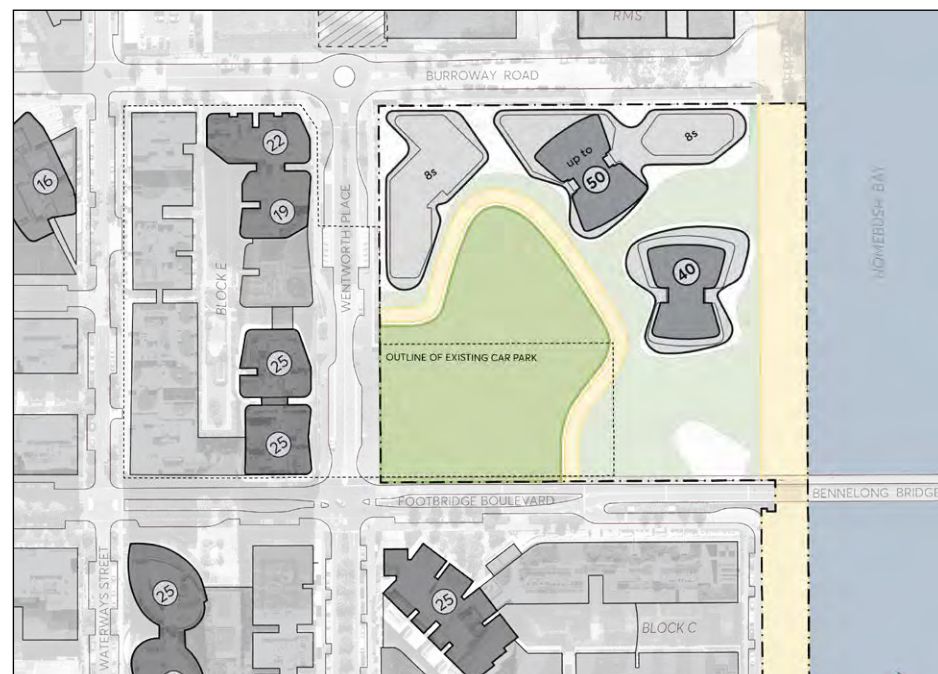 RMS
BURROWAY ROAD
22
8s
8s
up to
50
16
19
WENTWORTH PLACE
HOMEBUSH BAY
40
BLOCK E
OUTLINE OF EXISTING CAR PARK
25
25
BENNELONG BRIDGE
FOOTBRIDGE BOULEVARD
WATERWAYS STREET
25
25
BLOCK C